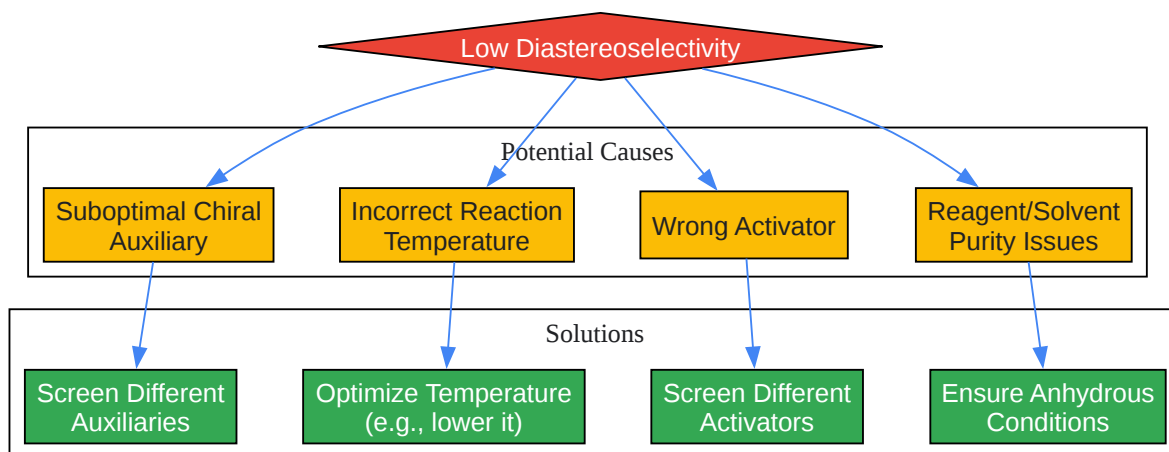 Low Diastereoselectivity
Potential Causes
Suboptimal Chiral
Auxiliary
Incorrect Reaction
Temperature
Wrong Activator
Reagent/Solvent
Purity Issues
Solutions
Screen Different
Auxiliaries
Optimize Temperature
(e.g., lower it)
Screen Different
Activators
Ensure Anhydrous
Conditions